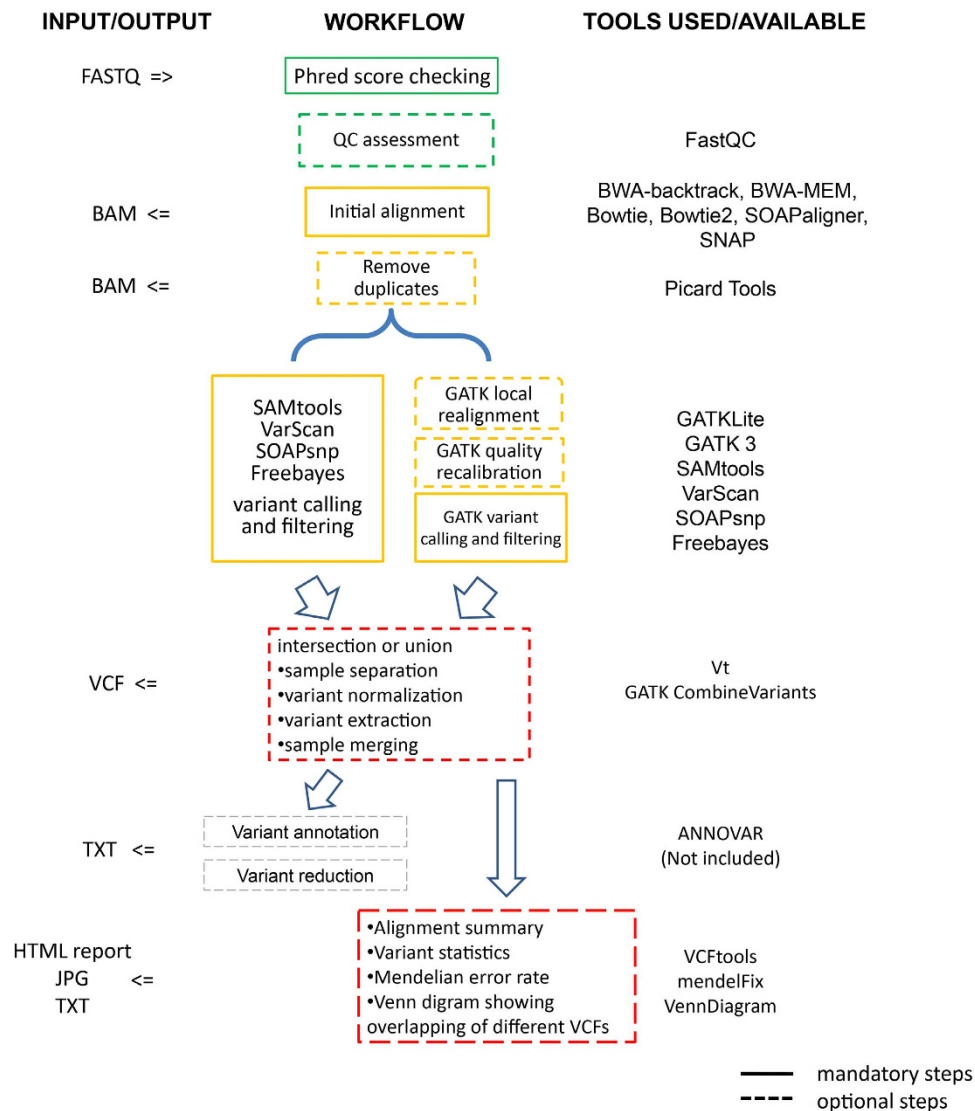 INPUT/OUTPUT WORKFLOW TOOLS USED/AVAILABLE
FASTQ => Phred score checking
QC assessment FastQC
BAM <= Initial alignment BWA-backtrack, BWA-MEM,
Bowtie, Bowtie2, SOAPaligner,
SNAP
BAM <= Remove
duplicates Picard Tools
SAMtools
VarScan
SOAPsnp
Freebayes
variant calling
and filtering
GATK local
realignment
GATK quality
recalibration
GATK variant
calling and filtering
GATKLite
GATK 3
SAMtools
VarScan
SOAPsnp
Freebayes
VCF <=
intersection or union
•sample separation
•variant normalization
•variant extraction
•sample merging
Vt
GATK CombineVariants
TXT <=
Variant annotation
Variant reduction
ANNOVAR
(Not included)
HTML report
JPG <=
TXT
•Alignment summary
•Variant statistics
•Mendelian error rate
•Venn digram showing
overlapping of different VCFs
VCFtools
mendelFix
VennDiagram
mandatory steps
optional steps